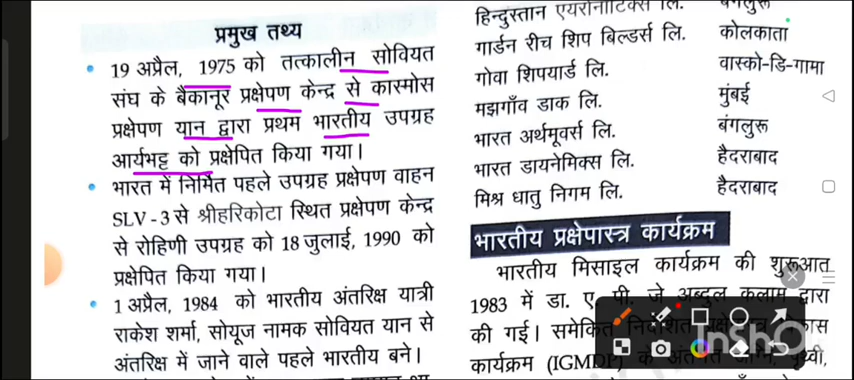 प्रमुख तथ्य
• 19 अप्रैल, 1975 को तत्कालीन सोवियत
संघ के बैकानूर प्रक्षेपण केन्द्र से कास्मोस
प्रक्षेपण यान द्वारा प्रथम भारतीय उपग्रह
आर्यभट्ट को प्रक्षेपित किया गया।
• भारत में निर्मित पहले उपग्रह प्रक्षेपण वाहन
SLV-3 से श्रीहरिकोटा स्थित प्रक्षेपण केन्द्र
से रोहिणी उपग्रह को 18 जुलाई, 1990 को
प्रक्षेपित किया गया।
• 1 अप्रैल, 1984 को भारतीय अंतरिक्ष यात्री
राकेश शर्मा, सोयूज नामक सोवियत यान से
अंतरिक्ष में जाने वाले पहले भारतीय बने।
हिन्दुस्तान एयरोनॉटिक्स लि. बंगलुरू
गार्डन रीच शिप बिल्डर्स लि. कोलकाता
गोवा शिपयार्ड लि. वास्को-डि-गामा
मझगाँव डाक लि. मुंबई
भारत अर्थमूवर्स लि. बंगलुरू
भारत डायनेमिक्स लि. हैदराबाद
मिश्र धातु निगम लि. हैदराबाद
भारतीय प्रक्षेपास्त्र कार्यक्रम
भारतीय मिसाइल कार्यक्रम की शुरूआत
1983 में डा. ए. पी. जे अब्दुल कलाम द्वारा
की गई। समेकित
कार्यक्रम (IGMDP) के पृथ्वी,